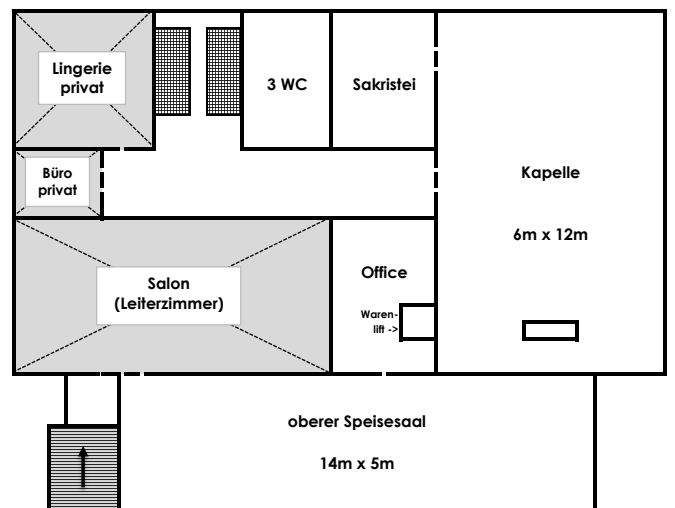 Lingerie
privat
3 WC
Sakristei
Büro
privat
Kapelle
6m x 12m
Salon
(Leiterzimmer)
Office
Waren-
lift ->
oberer Speisesaal
14m x 5m